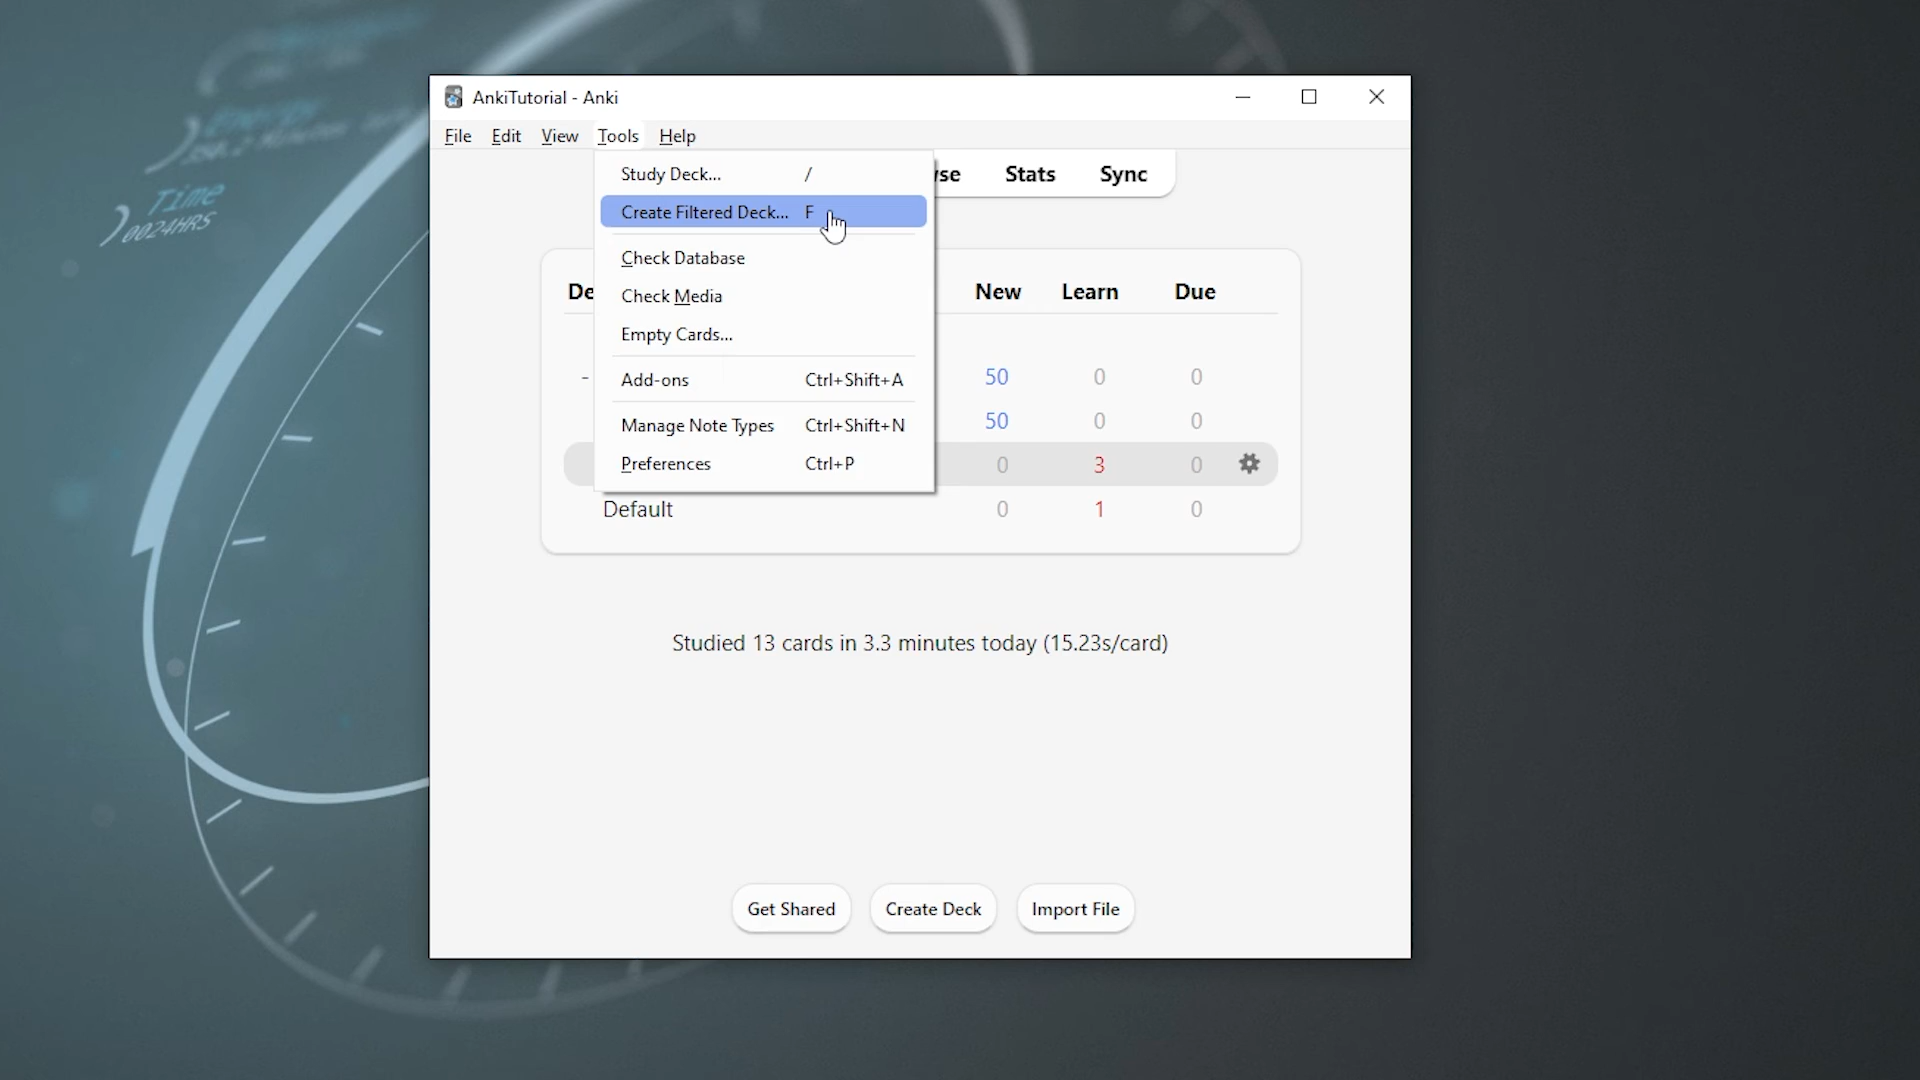 Time
0024HRS
AnkiTutorial - Anki
File Edit View Tools Help
Study Deck... /
Stats Sync
Create Filtered Deck... F
Check Database
Check Media
Empty Cards...
New Learn Due
- 50 0 0
Add-ons Ctrl+Shift+A
Manage Note Types Ctrl+Shift+N
50 0 0
Preferences Ctrl+P
0 3 0
Default 0 1 0
Studied 13 cards in 3.3 minutes today (15.23s/card)
Get Shared Create Deck Import File